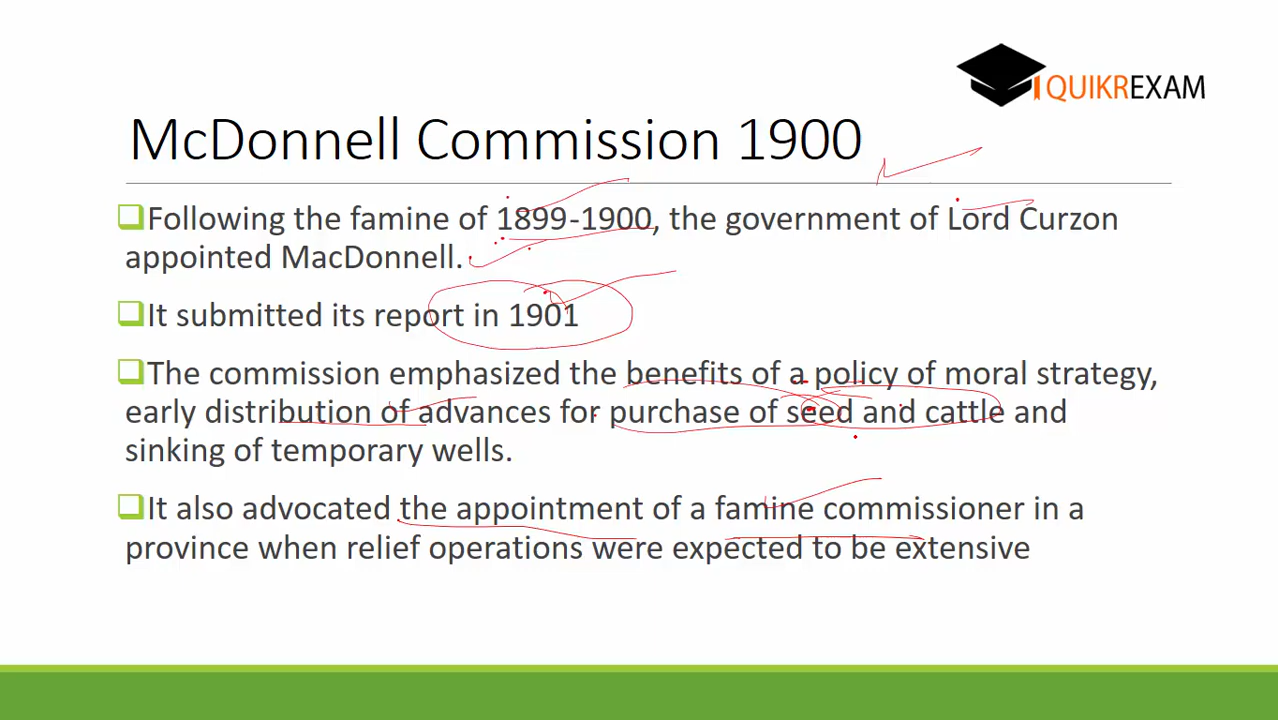 QUIKREXAM
McDonnell Commission 1900
Following the famine of 1899-1900, the government of Lord Curzon
appointed MacDonnell.
It submitted its report in 1901
The commission emphasized the benefits of a policy of moral strategy,
early distribution of advances for purchase of seed and cattle and
sinking of temporary wells.
It also advocated the appointment of a famine commissioner in a
province when relief operations were expected to be extensive